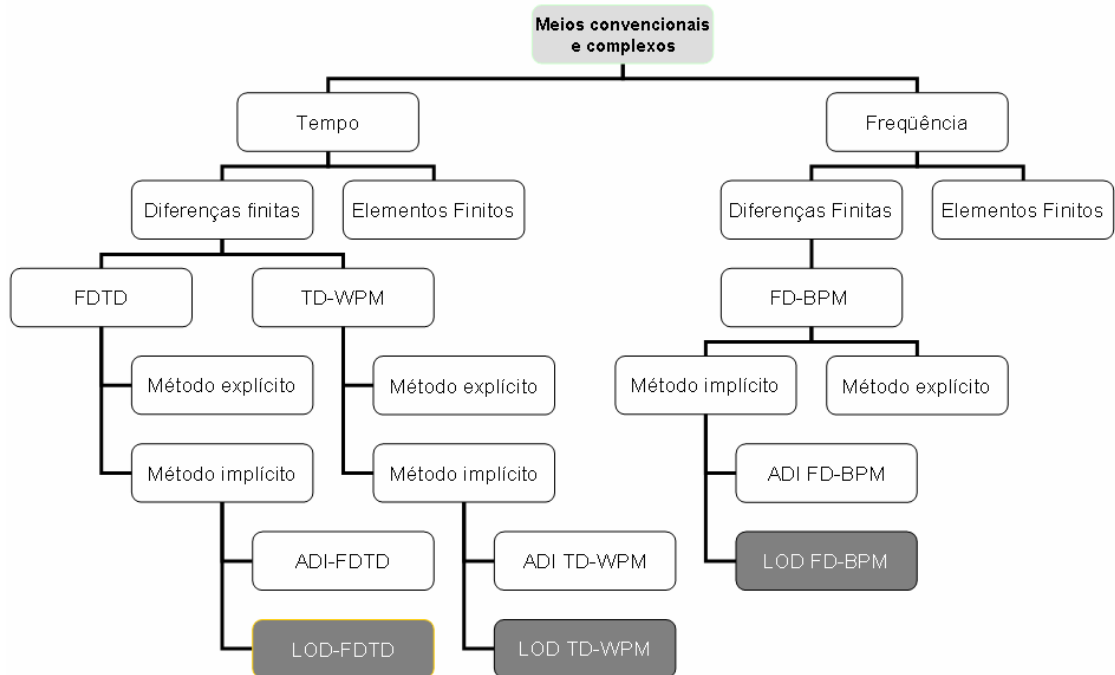 Meios convencionais
e complexos
Tempo
Freqüência
Diferenças finitas
Elementos Finitos
Diferenças Finitas
Elementos Finitos
FDTD
TD-WPM
FD-BPM
Método explícito
Método explícito
Método implícito
Método explícito
Método implícito
Método implícito
ADI FD-BPM
ADI-FDTD
ADI TD-WPM
LOD FD-BPM
LOD-FDTD
LOD TD-WPM